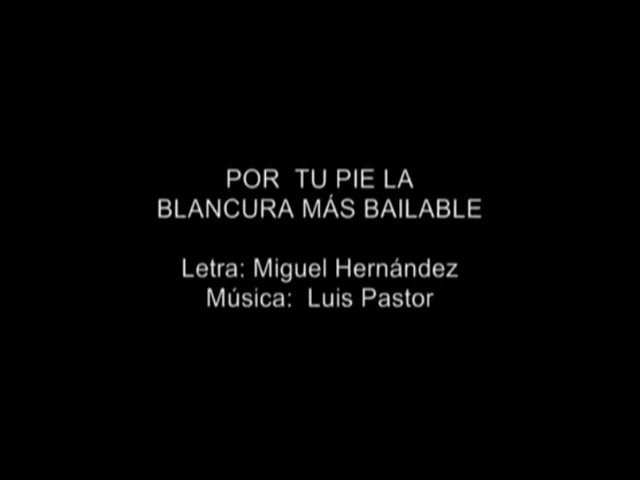 POR TU PIE LA
BLANCURA MÁS BAILABLE
Letra: Miguel Hernández
Música: Luis Pastor